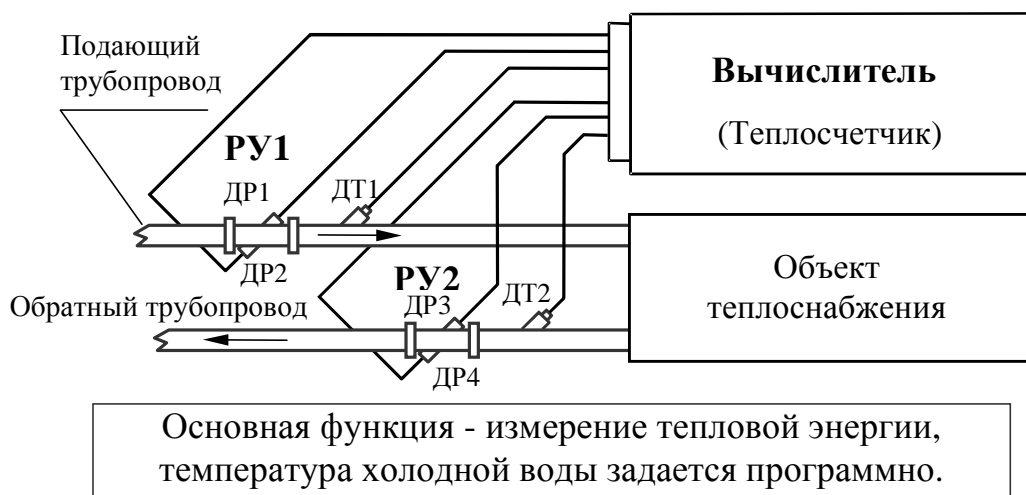 Подающий
трубопровод
Вычислитель
(Теплосчетчик)
РУ1
ДР1
ДТ1
ДР2
РУ2
Обратный трубопровод
ДР3
ДТ2
ДР4
Объект
теплоснабжения
Основная функция - измерение тепловой энергии,
температура холодной воды задается программно.